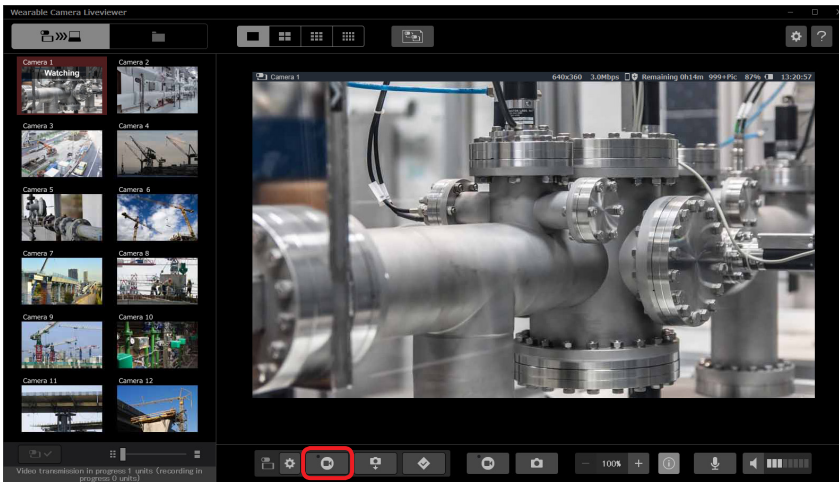 Wearable Camera Liveviewer
Camera 1
Watching
Camera 2
Camera 3
Camera 4
Camera 5
Camera 6
Camera 7
Camera 8
Camera 9
Camera 10
Camera 11
Camera 12
Video transmission in progress 1 units (recording in
progress 0 units)
Camera 1 640x360 3.0Mbps Remaining 0h14m 999+Pic 87% 13:20:57
100%